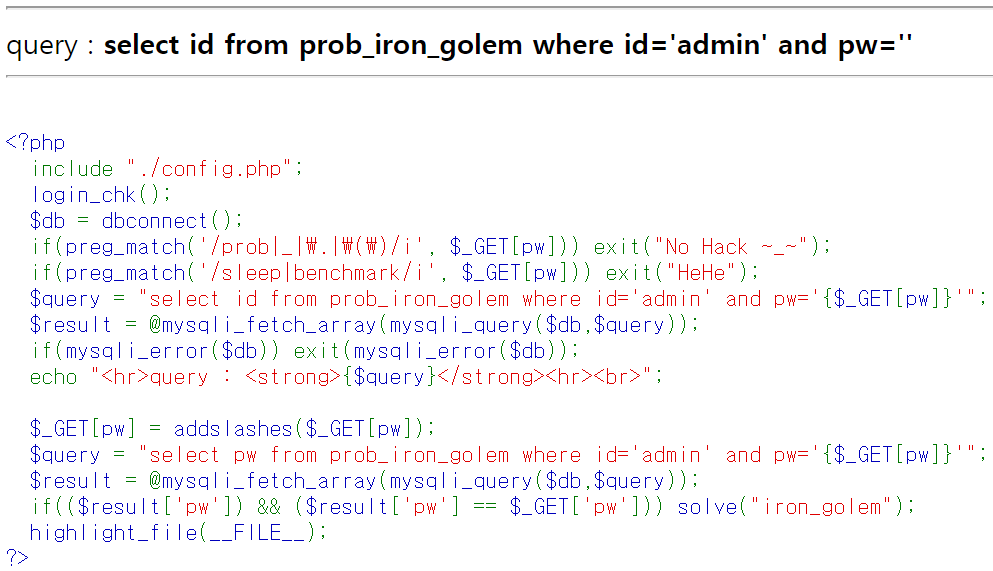 query : select id from prob_iron_golem where id='admin' and pw=''
<?php
include "./config.php";
login_chk();
$db = dbconnect();
if(preg_match('/prob|_|₩.|₩(₩)/i', $_GET[pw])) exit("No Hack ~_~");
if(preg_match('/sleep|benchmark/i', $_GET[pw])) exit("HeHe");
$query = "select id from prob_iron_golem where id='admin' and pw='{$_GET[pw]}'";
$result = @mysqli_fetch_array(mysqli_query($db,$query));
if(mysqli_error($db)) exit(mysqli_error($db));
echo "<hr>query : <strong>{$query}</strong><hr><br>";
$_GET[pw] = addslashes($_GET[pw]);
$query = "select pw from prob_iron_golem where id='admin' and pw='{$_GET[pw]}'";
$result = @mysqli_fetch_array(mysqli_query($db,$query));
if(($result['pw']) && ($result['pw'] == $_GET['pw'])) solve("iron_golem");
highlight_file(__FILE__);
?>